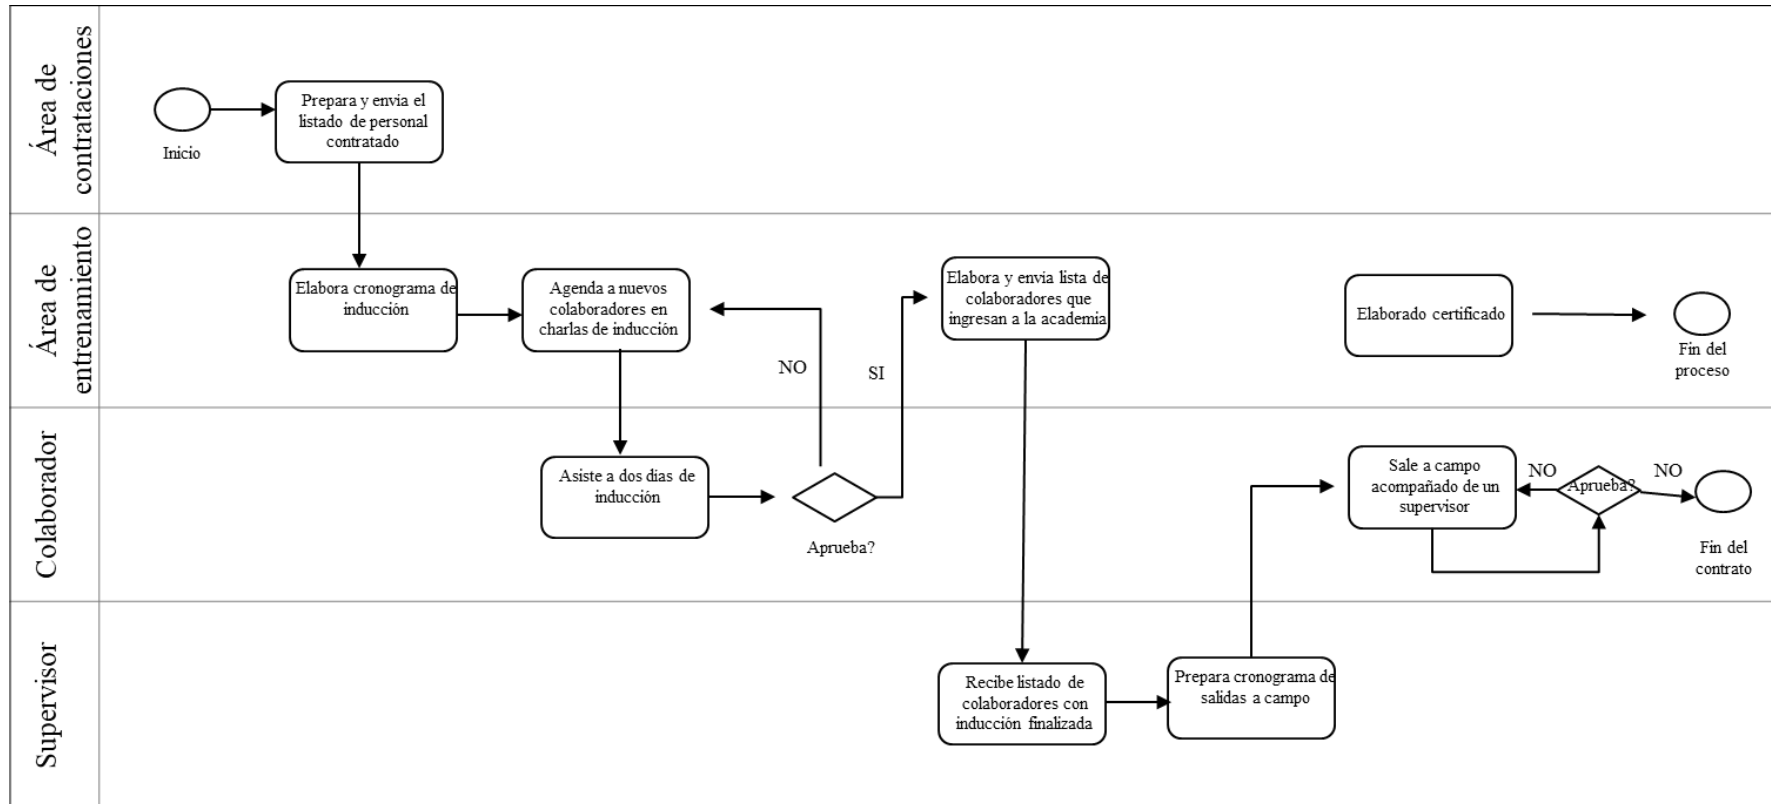 Área de
contrataciones
Inicio
Prepara y envía el
listado de personal
contratado
Área de
entrenamiento
Elabora cronograma de
inducción
Agenda a nuevos
colaboradores en
charlas de inducción
NO
SI
Elabora y envía lista de
colaboradores que
ingresan a la academia
Elaborado certificado
Fin del
proceso
Colaborador
Asiste a dos días de
inducción
Aprueba?
Sale a campo
acompañado de un
supervisor
NO
Aprueba?
NO
Fin del
contrato
Supervisor
Recibe listado de
colaboradores con
inducción finalizada
Prepara cronograma de
salidas a campo